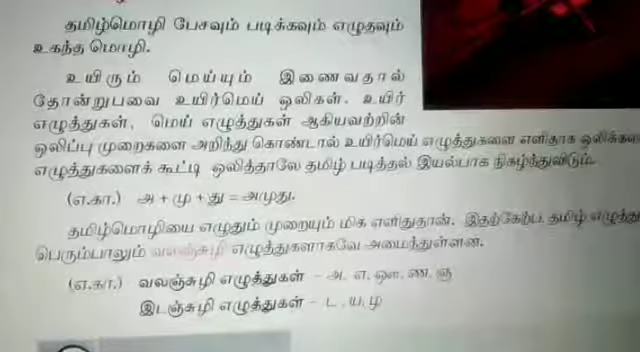 தமிழ்மொழி பேசவும் படிக்கவும் எழுதவும்
உகந்த மொழி.
உயிரும் மெய்யும் இணைவதால்
தோன்றுபவை உயிர்மெய் ஒலிகள். உயிர்
எழுத்துகள், மெய் எழுத்துகள் ஆகியவற்றின்
ஒலிப்பு முறைகளை அறிந்து கொண்டால் உயிர்மெய் எழுத்துகளை எளிதாக ஒலிக்கலாம்
எழுத்துகளைக் கூட்டி ஒலித்தாலே தமிழ் படித்தல் இயல்பாக நிகழ்ந்துவிடும்.
(எ.கா.) அ + மு + து = அமுது.
தமிழ்மொழியை எழுதும் முறையும் மிக எளிதுதான். இதற்கேற்ப, தமிழ் எழுத்து
பெரும்பாலும் வலஞ்சுழி எழுத்துகளாகவே அமைந்துள்ளன.
(எ.கா.) வலஞ்சுழி எழுத்துகள் – அ, எ, ஔ, ண, ஞ
இடஞ்சுழி எழுத்துகள் – ட, ய, ழ